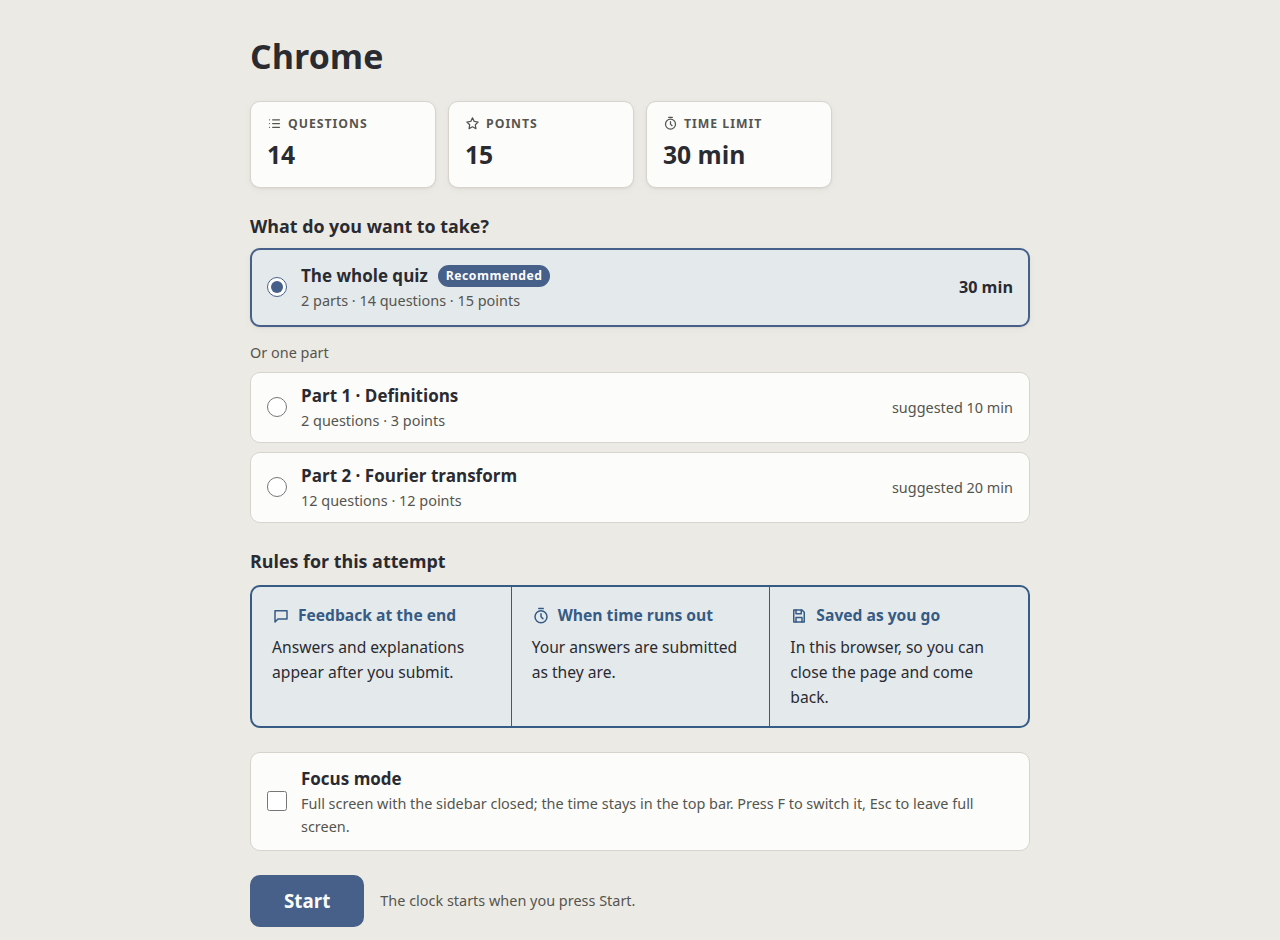 Chrome
QUESTIONS
14
POINTS
15
TIME LIMIT
30 min
What do you want to take?
The whole quiz Recommended
2 parts · 14 questions · 15 points
30 min
Or one part
Part 1 · Definitions
2 questions · 3 points
suggested 10 min
Part 2 · Fourier transform
12 questions · 12 points
suggested 20 min
Rules for this attempt
Feedback at the end
Answers and explanations
appear after you submit.
When time runs out
Your answers are submitted
as they are.
Saved as you go
In this browser, so you can
close the page and come
back.
Focus mode
Full screen with the sidebar closed; the time stays in the top bar. Press F to switch it, Esc to leave full
screen.
Start
The clock starts when you press Start.